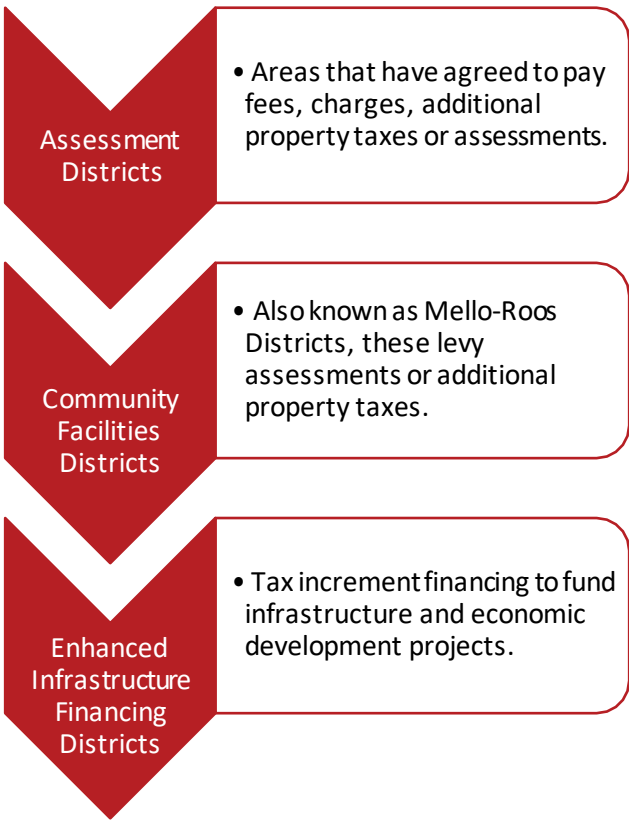 Assessment
Districts
• Areas that have agreed to pay
fees, charges, additional
property taxes or assessments.
Community
Facilities
Districts
• Also known as Mello-Roos
Districts, these levy
assessments or additional
property taxes.
Enhanced
Infrastructure
Financing
Districts
• Tax increment financing to fund
infrastructure and economic
development projects.